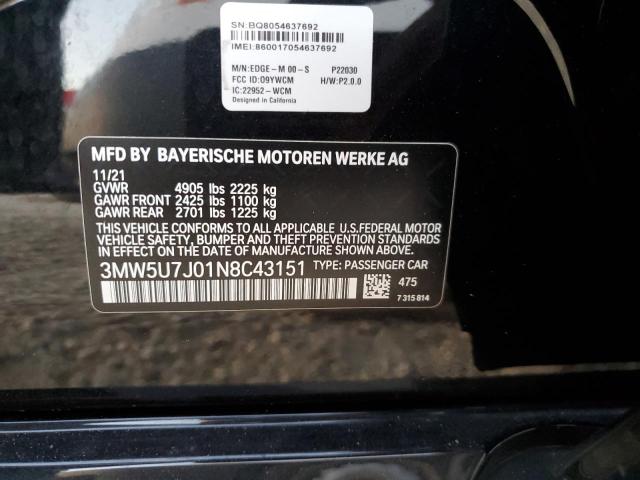 SN:BQ8054637692
IMEI:860017054637692
M/N:EDGE-M 00-S P22030
FCC ID:O9YWCM H/W:P2.0.0
IC:22952-WCM
Designed in California
MFD BY BAYERISCHE MOTOREN WERKE AG
11/21
GVWR 4905 lbs 2225 kg
GAWR FRONT 2425 lbs 1100 kg
GAWR REAR 2701 lbs 1225 kg
THIS VEHICLE CONFORMS TO ALL APPLICABLE U.S.FEDERAL MOTOR
VEHICLE SAFETY, BUMPER AND THEFT PREVENTION STANDARDS
IN EFFECT ON THE DATE OF MANUFACTURE SHOWN ABOVE.
3MW5U7J01N8C43151 TYPE: PASSENGER CAR
475
7 315 814